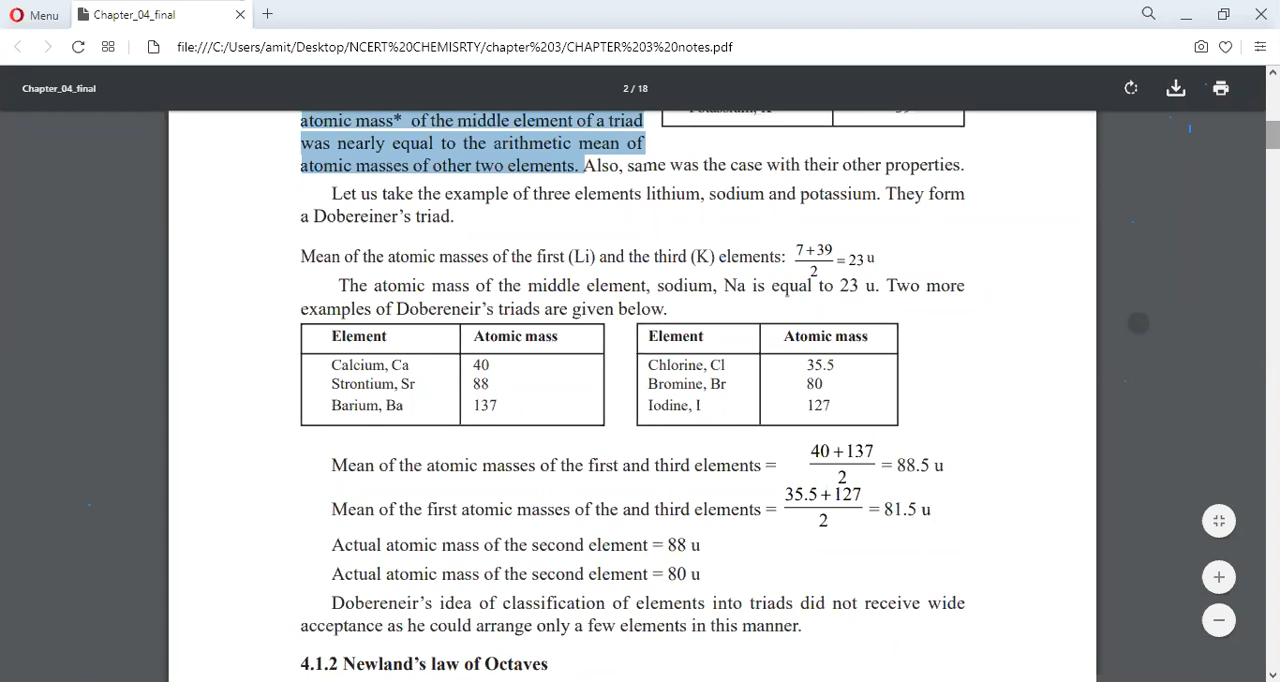 Menu
Chapter_04_final
file:///C:/Users/amit/Desktop/NCERT%20CHEMISRTY/chapter%203/CHAPTER%203%20notes.pdf
Chapter_04_final
2 / 18
atomic mass* of the middle element of a triad
was nearly equal to the arithmetic mean of
atomic masses of other two elements. Also, same was the case with their other properties.
Let us take the example of three elements lithium, sodium and potassium. They form
a Dobereiner’s triad.
Mean of the atomic masses of the first (Li) and the third (K) elements: 7+39 / 2 = 23 u
The atomic mass of the middle element, sodium, Na is equal to 23 u. Two more
examples of Dobereneir’s triads are given below.
Element Atomic mass Element Atomic mass
Calcium, Ca 40 Chlorine, Cl 35.5
Strontium, Sr 88 Bromine, Br 80
Barium, Ba 137 Iodine, I 127
Mean of the atomic masses of the first and third elements = 40+137 / 2 = 88.5 u
Mean of the first atomic masses of the and third elements = 35.5+127 / 2 = 81.5 u
Actual atomic mass of the second element = 88 u
Actual atomic mass of the second element = 80 u
Dobereneir’s idea of classification of elements into triads did not receive wide
acceptance as he could arrange only a few elements in this manner.
4.1.2 Newland’s law of Octaves